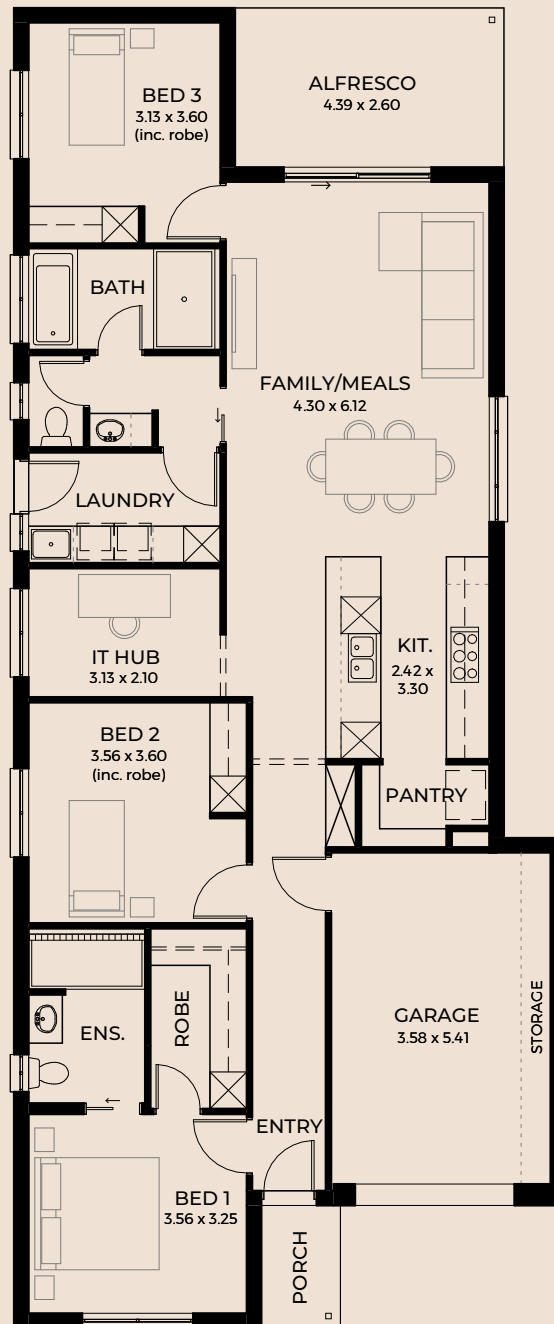 ALFRESCO
4.39 x 2.60
BED 3
3.13 x 3.60
(inc. robe)
BATH
FAMILY/MEALS
4.30 x 6.12
LAUNDRY
IT HUB
3.13 x 2.10
KIT.
2.42 x
3.30
BED 2
3.56 x 3.60
(inc. robe)
PANTRY
GARAGE
3.58 x 5.41
STORAGE
ROBE
ENS.
ENTRY
BED 1
3.56 x 3.25
PORCH